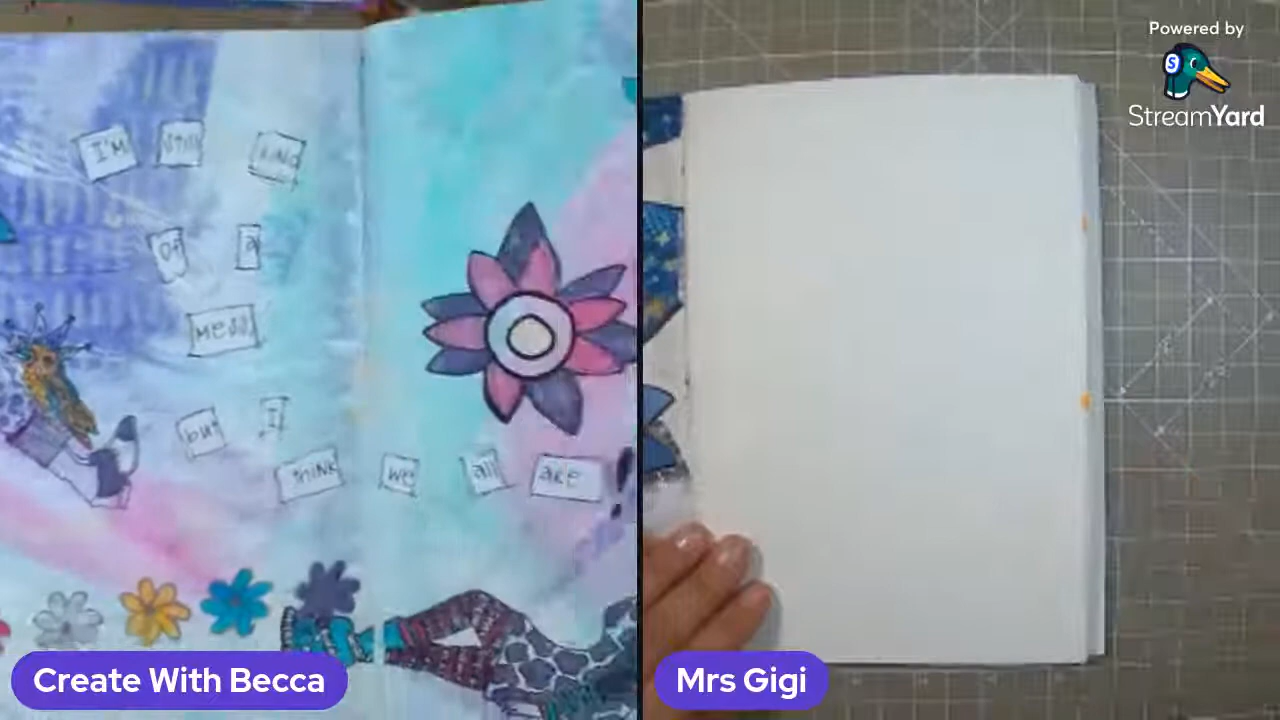 I'M still kind
of a
Mess
but I
think we all are
Create With Becca
Powered by
StreamYard
Mrs Gigi